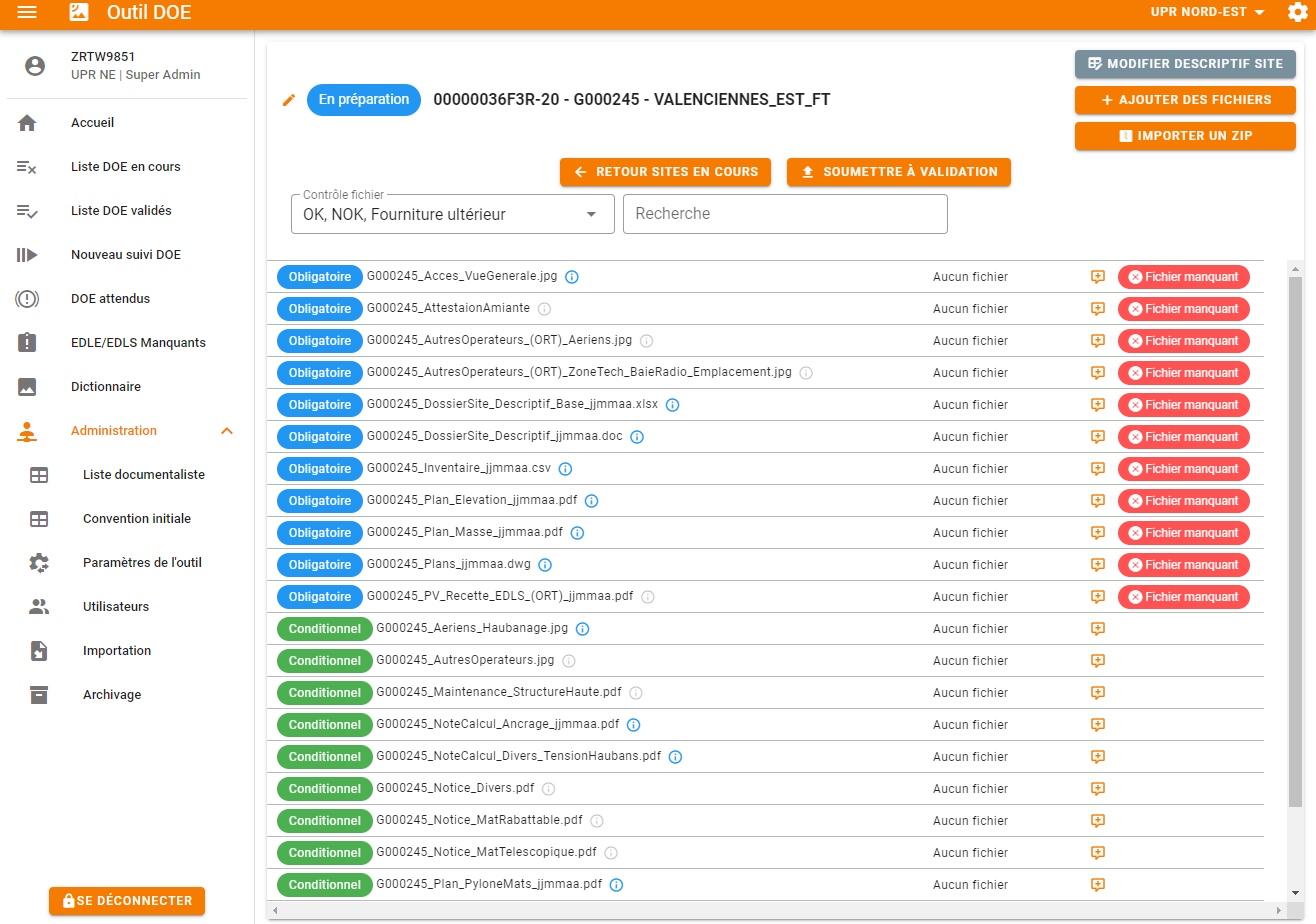 Outil DOE
UPR NORD-EST
ZRTW9851
UPR NE | Super Admin
Accueil
Liste DOE en cours
Liste DOE validés
Nouveau suivi DOE
DOE attendus
EDLE/EDLS Manquants
Dictionnaire
Administration
Liste documentaliste
Convention initiale
Paramètres de l'outil
Utilisateurs
Importation
Archivage
SE DÉCONNECTER
MODIFIER DESCRIPTIF SITE
En préparation 00000036F3R-20 - G000245 - VALENCIENNES_EST_FT
AJOUTER DES FICHIERS
IMPORTER UN ZIP
RETOUR SITES EN COURS
SOUMETTRE À VALIDATION
Contrôle fichier
OK, NOK, Fourniture ultérieur
Recherche
Obligatoire G000245_Acces_VueGenerale.jpg Aucun fichier Fichier manquant
Obligatoire G000245_AttestaionAmiante Aucun fichier Fichier manquant
Obligatoire G000245_AutresOperateurs_(ORT)_Aeriens.jpg Aucun fichier Fichier manquant
Obligatoire G000245_AutresOperateurs_(ORT)_ZoneTech_BaieRadio_Emplacement.jpg Aucun fichier Fichier manquant
Obligatoire G000245_DossierSite_Descriptif_Base_jjmmaa.xlsx Aucun fichier Fichier manquant
Obligatoire G000245_DossierSite_Descriptif_jjmmaa.doc Aucun fichier Fichier manquant
Obligatoire G000245_Inventaire_jjmmaa.csv Aucun fichier Fichier manquant
Obligatoire G000245_Plan_Elevation_jjmmaa.pdf Aucun fichier Fichier manquant
Obligatoire G000245_Plan_Masse_jjmmaa.pdf Aucun fichier Fichier manquant
Obligatoire G000245_Plans_jjmmaa.dwg Aucun fichier Fichier manquant
Obligatoire G000245_PV_Recette_EDLS_(ORT)_jjmmaa.pdf Aucun fichier Fichier manquant
Conditionnel G000245_Aeriens_Haubanage.jpg Aucun fichier
Conditionnel G000245_AutresOperateurs.jpg Aucun fichier
Conditionnel G000245_Maintenance_StructureHaute.pdf Aucun fichier
Conditionnel G000245_NoteCalcul_Ancrage_jjmmaa.pdf Aucun fichier
Conditionnel G000245_NoteCalcul_Divers_TensionHaubans.pdf Aucun fichier
Conditionnel G000245_Notice_Divers.pdf Aucun fichier
Conditionnel G000245_Notice_MatRabattable.pdf Aucun fichier
Conditionnel G000245_Notice_MatTelescopique.pdf Aucun fichier
Conditionnel G000245_Plan_PyloneMats_jjmmaa.pdf Aucun fichier